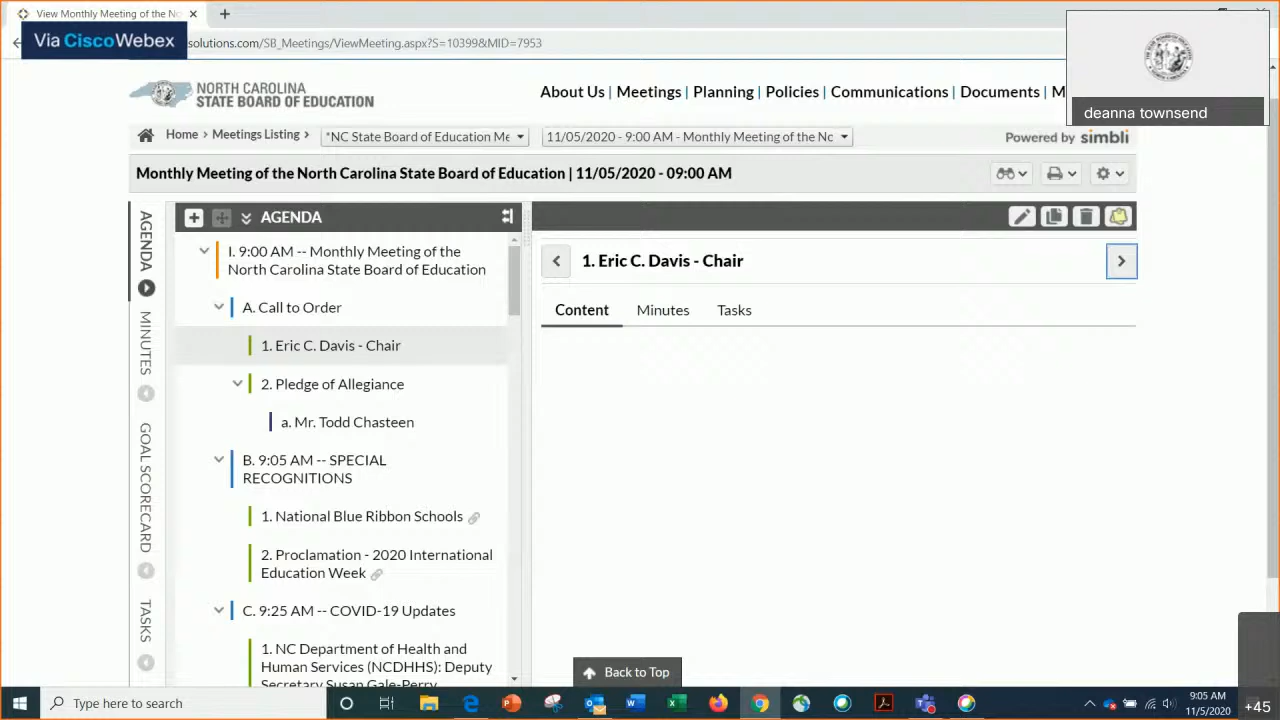 View Monthly Meeting of the No
Via Cisco Webex
solutions.com/SB_Meetings/ViewMeeting.aspx?S=10399&MID=7953
deanna townsend
NORTH CAROLINA
STATE BOARD OF EDUCATION
About Us | Meetings | Planning | Policies | Communications | Documents | M
Home > Meetings Listing >
*NC State Board of Education Me
11/05/2020 - 9:00 AM - Monthly Meeting of the Nc
Powered by simbli
Monthly Meeting of the North Carolina State Board of Education | 11/05/2020 - 09:00 AM
AGENDA
MINUTES
GOAL SCORECARD
TASKS
AGENDA
I. 9:00 AM -- Monthly Meeting of the
North Carolina State Board of Education
A. Call to Order
1. Eric C. Davis - Chair
2. Pledge of Allegiance
a. Mr. Todd Chasteen
B. 9:05 AM -- SPECIAL
RECOGNITIONS
1. National Blue Ribbon Schools
2. Proclamation - 2020 International
Education Week
C. 9:25 AM -- COVID-19 Updates
1. NC Department of Health and
Human Services (NCDHHS): Deputy
Secretary Susan Gale-Perry
1. Eric C. Davis - Chair
Content
Minutes
Tasks
Back to Top
Type here to search
9:05 AM
11/5/2020
+45